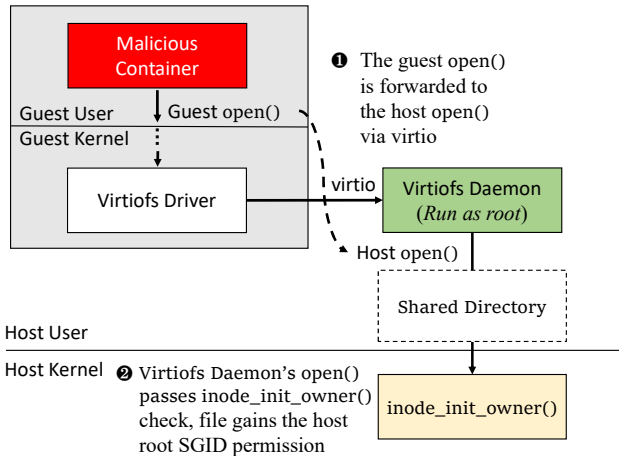 Malicious
Container
❶ The guest open()
is forwarded to
the host open()
via virtio
Guest User
Guest open()
Guest Kernel
Virtiofs Driver
virtio
Virtiofs Daemon
(Run as root)
Host open()
Shared Directory
Host User
Host Kernel
❷ Virtiofs Daemon's open()
passes inode_init_owner()
check, file gains the host
root SGID permission
inode_init_owner()